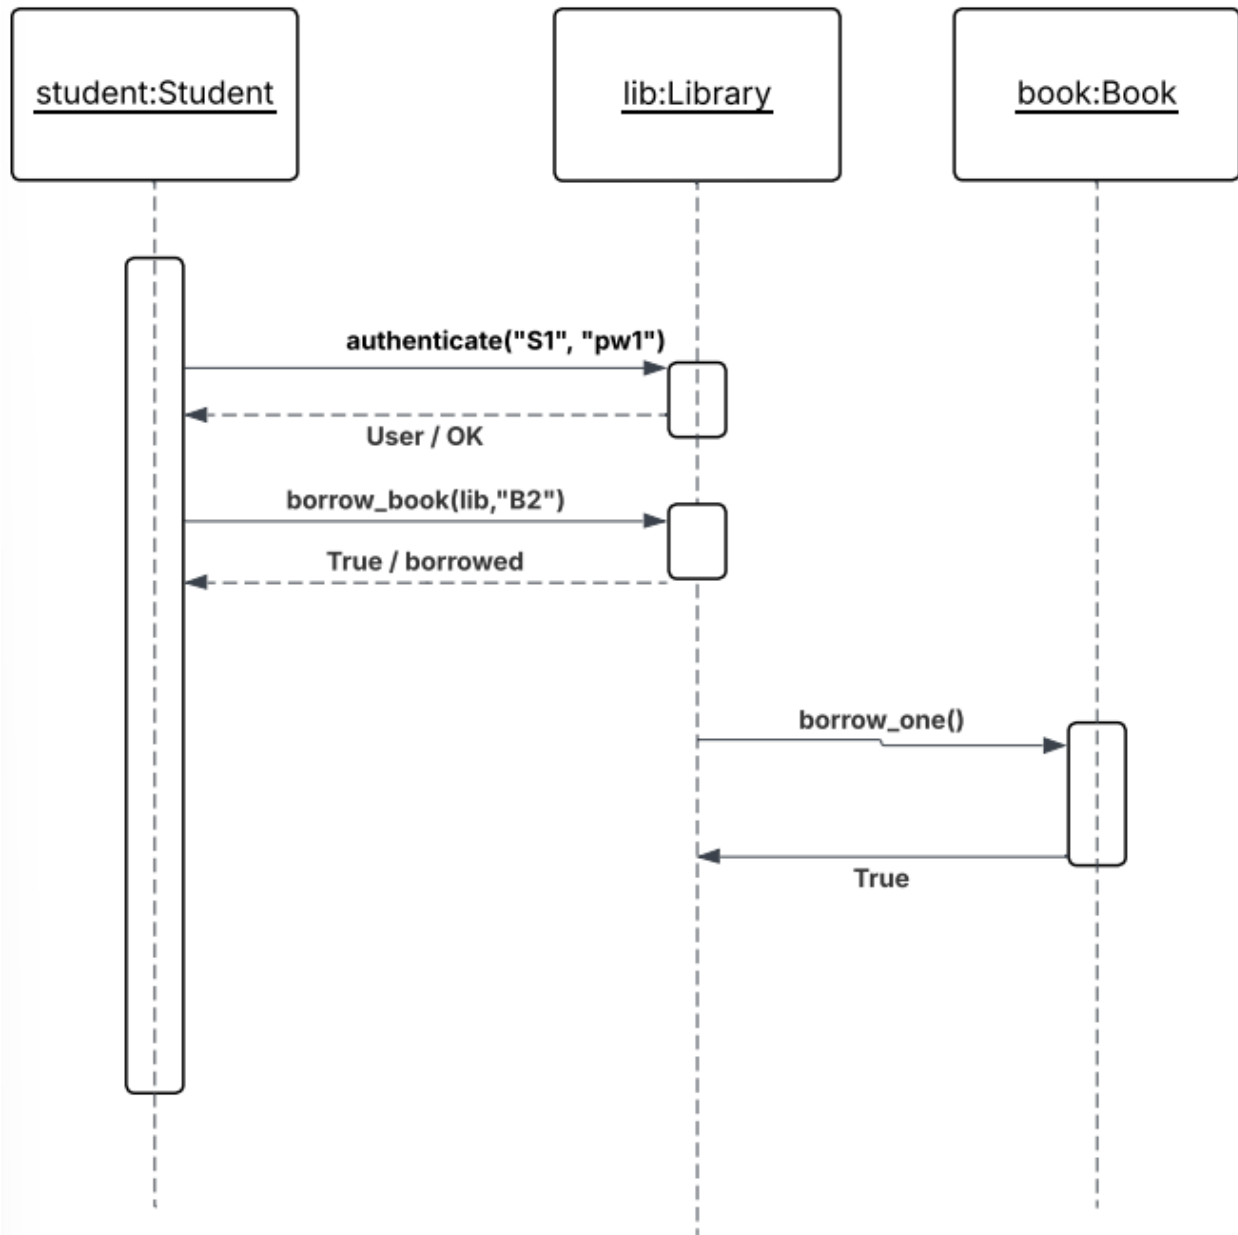 student:Student
lib:Library
book:Book
authenticate("S1", "pw1")
User / OK
borrow_book(lib,"B2")
True / borrowed
borrow_one()
True